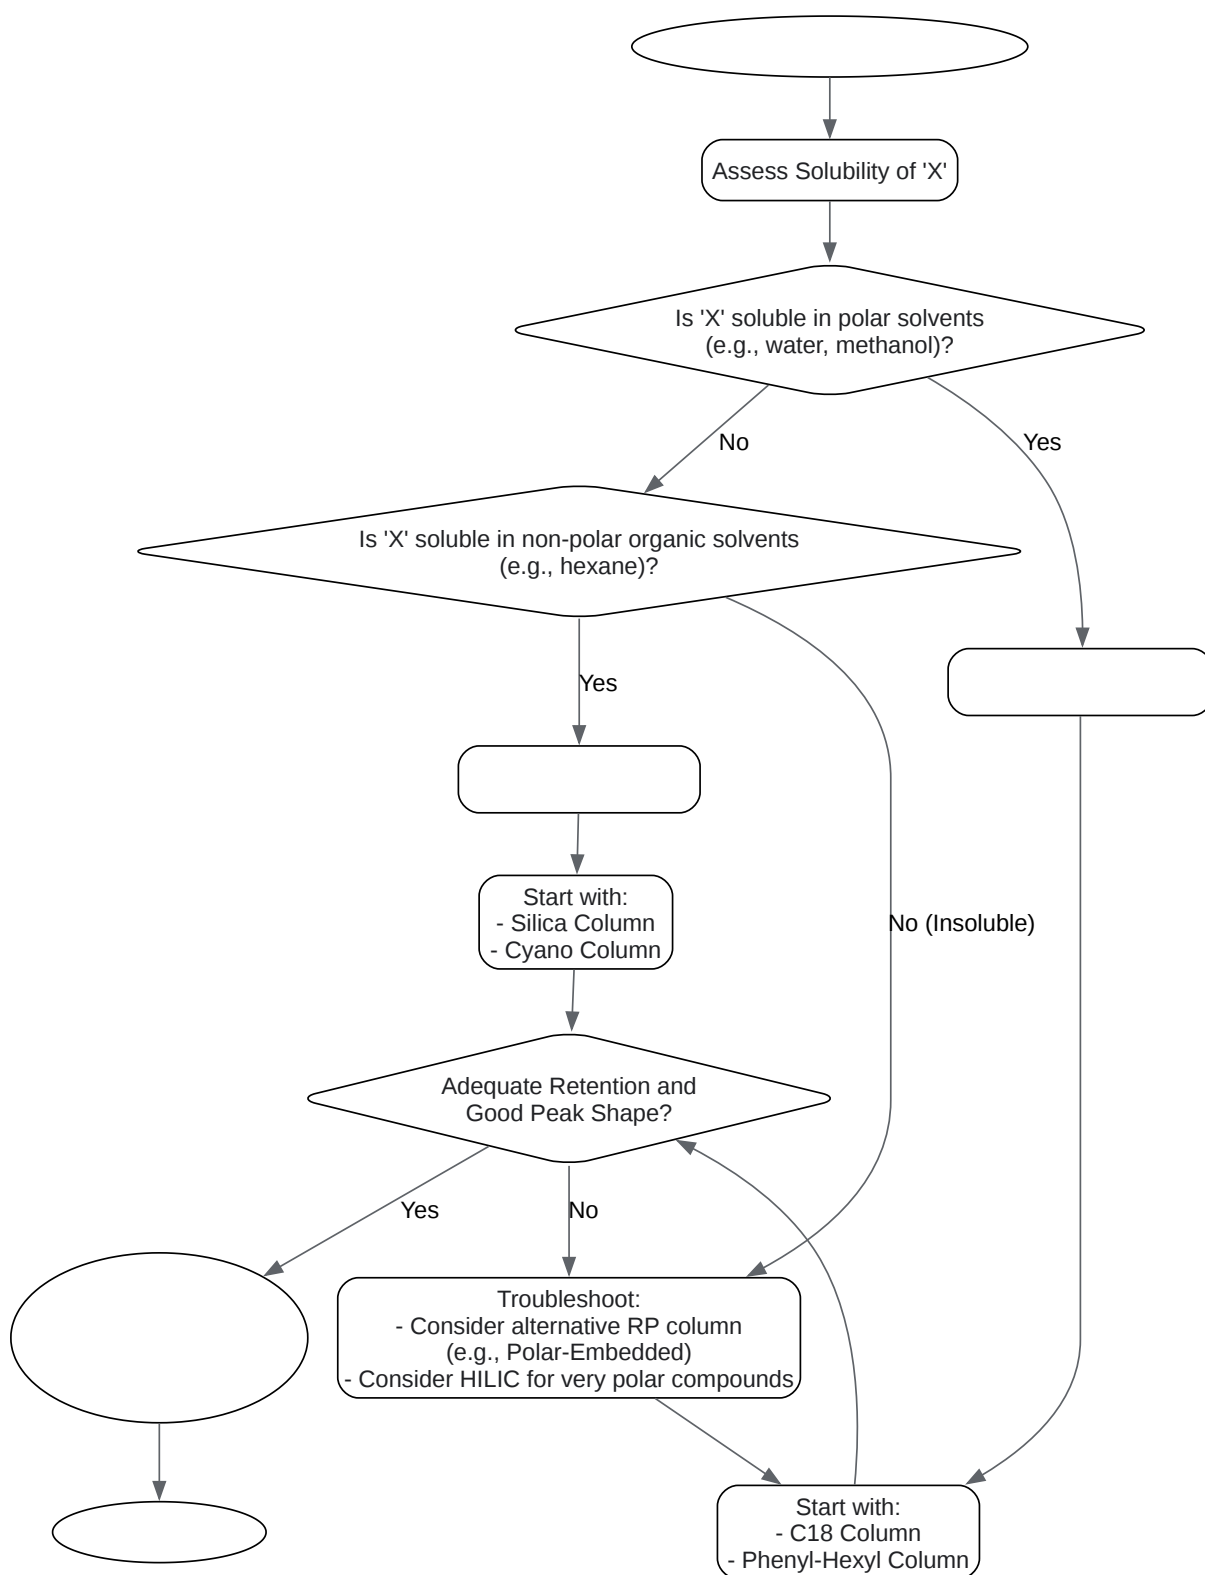 Assess Solubility of 'X'
Is 'X' soluble in polar solvents
(e.g., water, methanol)?
No
Yes
Is 'X' soluble in non-polar organic solvents
(e.g., hexane)?
Yes
Start with:
- Silica Column
- Cyano Column
No (Insoluble)
Adequate Retention and
Good Peak Shape?
Yes
No
Troubleshoot:
- Consider alternative RP column
(e.g., Polar-Embedded)
- Consider HILIC for very polar compounds
Start with:
- C18 Column
- Phenyl-Hexyl Column